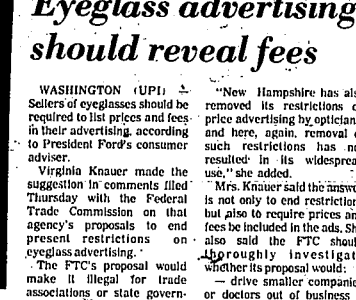 Eyeglass advertising
should reveal fees
WASHINGTON (UPI) —
Sellers of eyeglasses should be
required to list prices and fees
in their advertising, according
to President Ford's consumer
adviser.
Virginia Knauer made the
suggestion in comments filed
Thursday with the Federal
Trade Commission on that
agency's proposals to end
present restrictions on
eyeglass advertising.
The FTC's proposal would
make it illegal for trade
associations or state govern-
"New Hampshire has als
removed its restrictions o
price advertising by optician
and here, again, removal o
such restrictions has no
resulted in its widesprea
use," she added.
Mrs. Knauer said the answ
is not only to end restriction
but also to require prices an
fees be included in the ads. Sh
also said the FTC shoul
thoroughly investigat
whether its proposal would:
— drive smaller companie
or doctors out of business